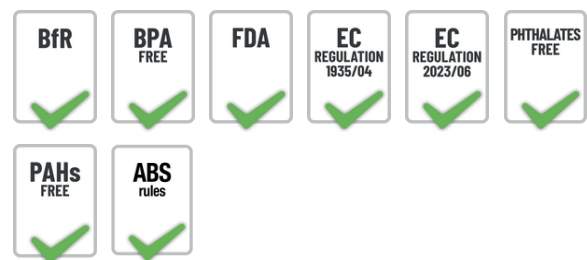 BfR
BPA
FREE
FDA
EC
REGULATION
1935/04
EC
REGULATION
2023/06
PHTHALATES
FREE
PAHs
FREE
ABS
rules